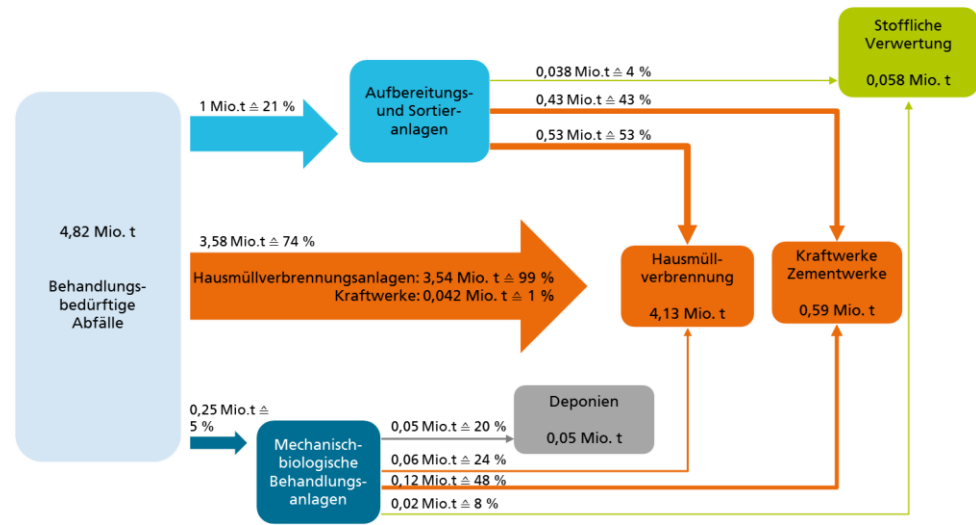 Stoffliche
Verwertung
0,058 Mio. t
0,038 Mio.t ≙ 4 %
Aufbereitungs-
und Sortier-
anlagen
1 Mio.t ≙ 21 %
0,43 Mio.t ≙ 43 %
0,53 Mio.t ≙ 53 %
4,82 Mio. t
Behandlungs-
bedürftige
Abfälle
3,58 Mio.t ≙ 74 %
Hausmüllverbrennungsanlagen: 3,54 Mio. t ≙ 99 %
Kraftwerke: 0,042 Mio. t ≙ 1 %
Hausmüll-
verbrennung
4,13 Mio. t
Kraftwerke
Zementwerke
0,59 Mio. t
0,25 Mio.t ≙
5 %
Mechanisch-
biologische
Behandlungs-
anlagen
Deponien
0,05 Mio. t
0,05 Mio.t ≙ 20 %
0,06 Mio.t ≙ 24 %
0,12 Mio.t ≙ 48 %
0,02 Mio.t ≙ 8 %